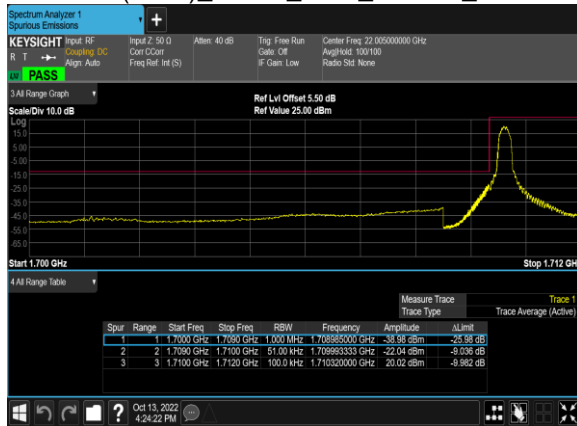 Spectrum Analyzer 1
Spurious Emissions
+
KEYSIGHT Input: RF Input Z: 50 Ω Atten: 40 dB Trig: Free Run Center Freq: 22.005000000 GHz
R T Coupling: DC Corr CCorr Gate: Off Avg|Hold: 100/100
Align: Auto Freq Ref: Int (S) IF Gain: Low Radio Std: None
PASS
3 All Range Graph
Ref Lvl Offset 5.50 dB
Scale/Div 10.0 dB Ref Value 25.00 dBm
Log
15.0
5.00
-5.00
-15.0
-25.0
-35.0
-45.0
-55.0
-65.0
Start 1.700 GHz Stop 1.712 GH
4 All Range Table
Measure Trace Trace 1
Trace Type Trace Average (Active)
Spur Range Start Freq Stop Freq RBW Frequency Amplitude ΔLimit
1 1 1.7000 GHz 1.7090 GHz 1.000 MHz 1.708985000 GHz -38.98 dBm -25.98 dB
2 2 1.7090 GHz 1.7100 GHz 51.00 kHz 1.709993333 GHz -22.04 dBm -9.036 dB
3 3 1.7100 GHz 1.7120 GHz 100.0 kHz 1.710320000 GHz 20.02 dBm -9.982 dB
? Oct 13, 2022
4:24:22 PM